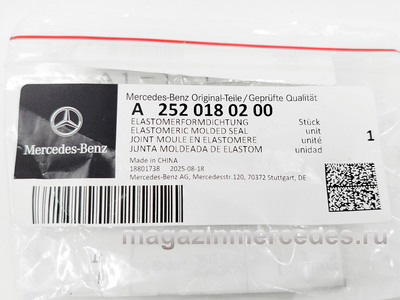 Mercedes-Benz Original-Teile/Geprüfte Qualität
A 252 018 02 00
ELASTOMERFORMDICHTUNG Stück
ELASTOMERIC MOLDED SEAL unit
JOINT MOULE EN ELASTOMERE unité
JUNTA MOLDEADA DE ELASTOM unidad
1
Mercedes-Benz
Made in CHINA
18801738 2025-08-18
Mercedes-Benz AG, Mercedesstr.120, 70372 Stuttgart, DE
magazinmercedes.ru